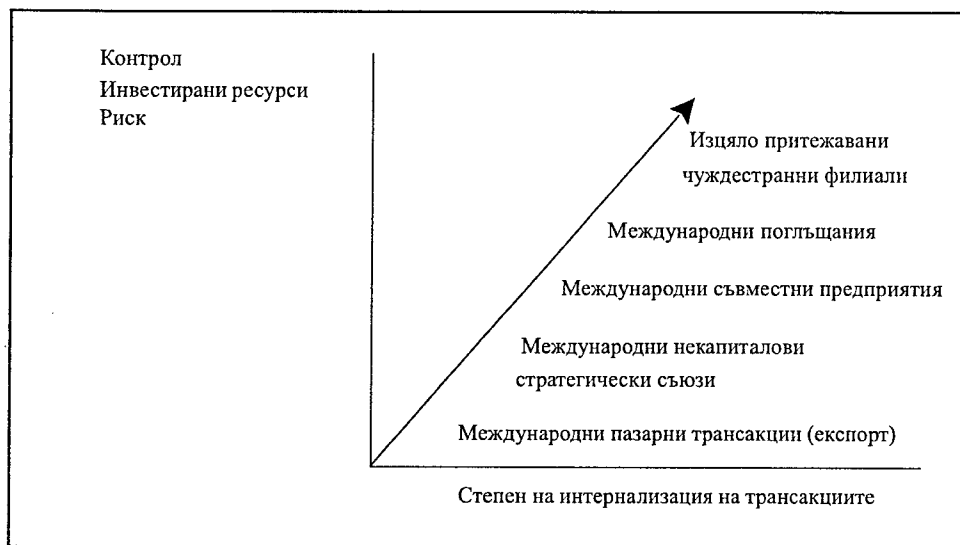 Контрол
Инвестирани ресурси
Риск
Изцяло притежавани
чуждестранни филиали
Международни поглъщания
Международни съвместни предприятия
Международни некапиталови
стратегически съюзи
Международни пазарни трансакции (експорт)
Степен на интернализация на трансакциите